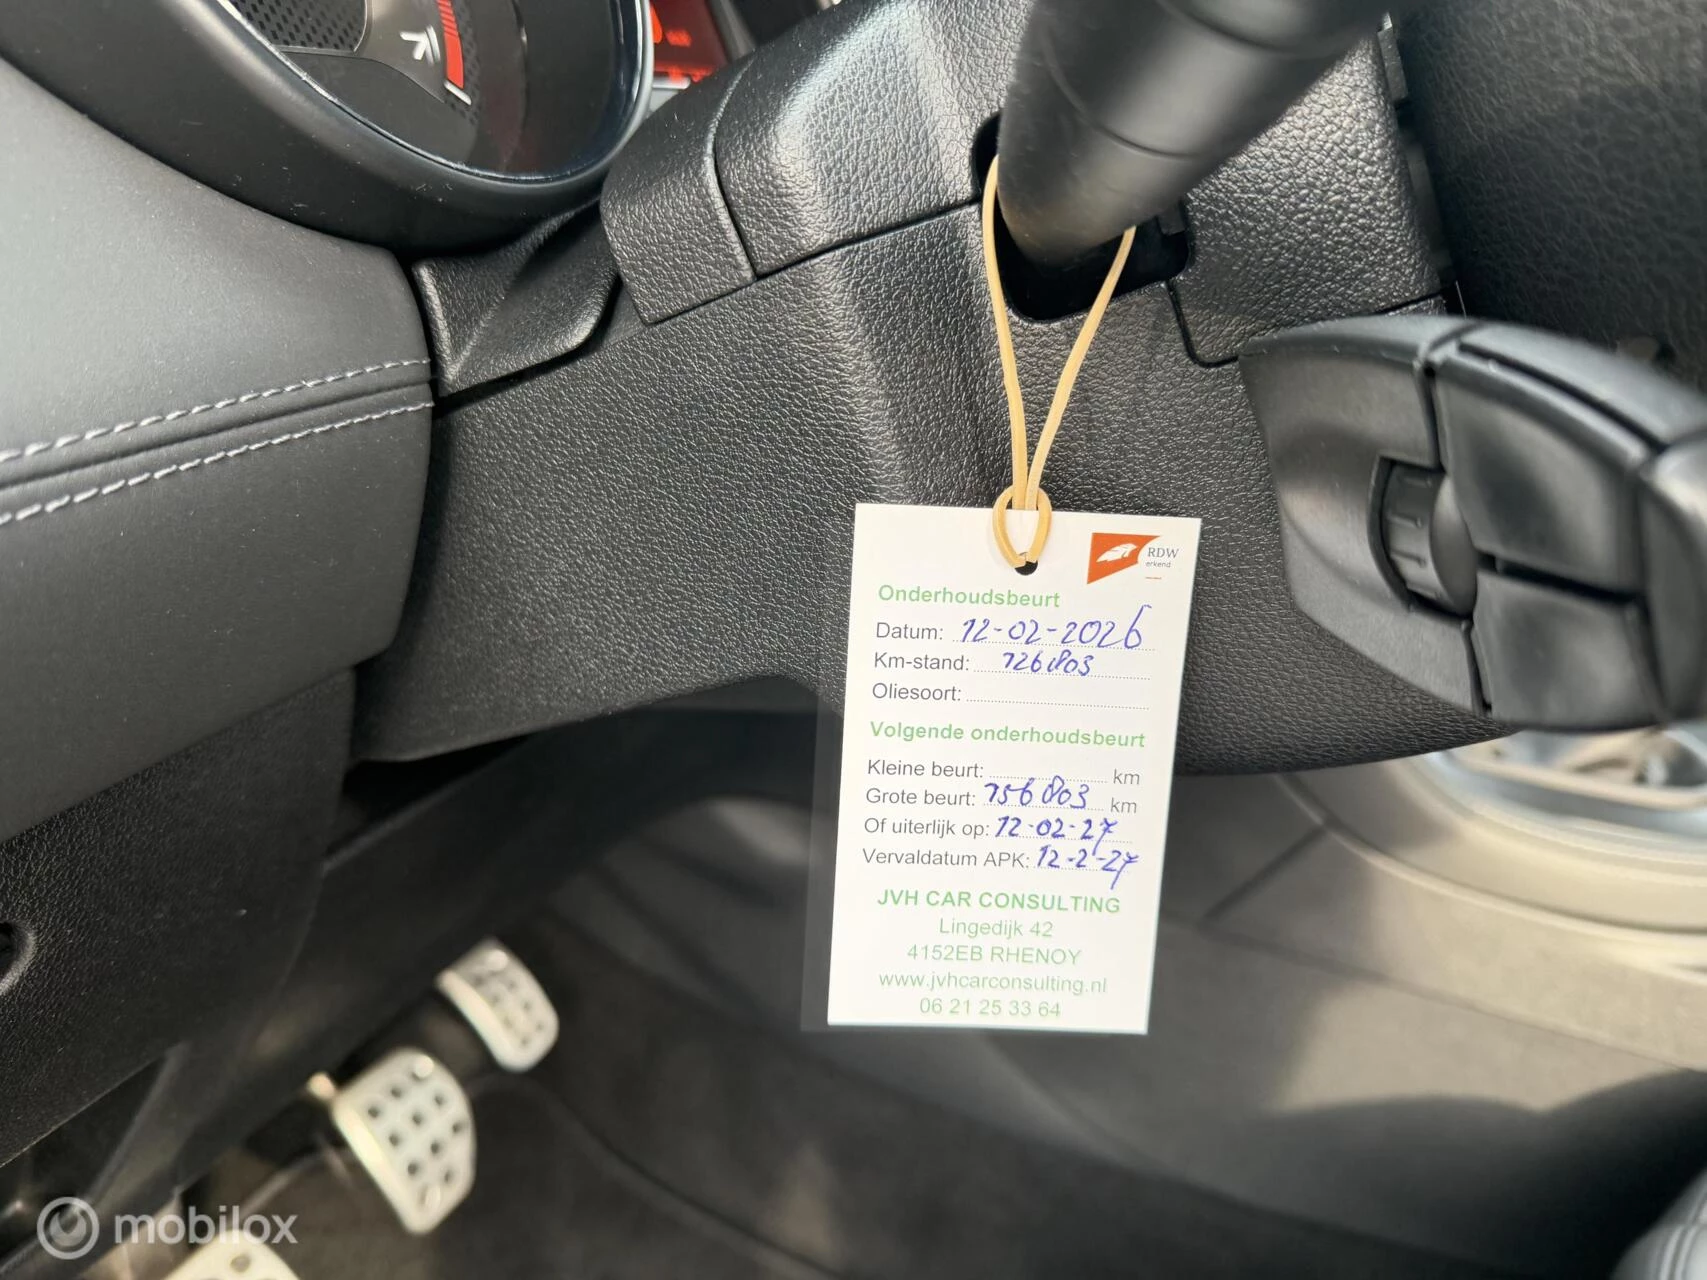 RDW
erkend
Onderhoudsbeurt
Datum: 12-02-2026
Km-stand: 126803
Oliesoort:
Volgende onderhoudsbeurt
Kleine beurt: km
Grote beurt: 156803 km
Of uiterlijk op: 12-02-27
Vervaldatum APK: 12-2-27
JVH CAR CONSULTING
Lingedijk 42
4152EB RHENOY
www.jvhcarconsulting.nl
06 21 25 33 64
mobilox